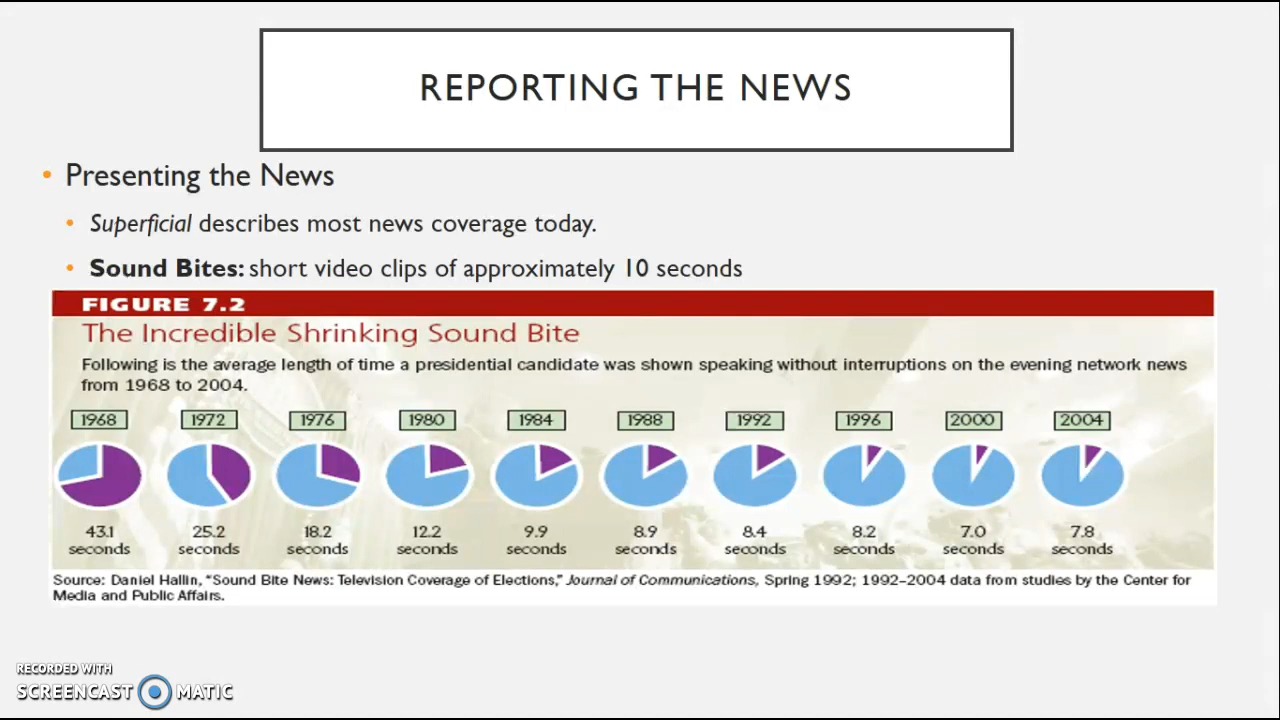 REPORTING THE NEWS
• Presenting the News
• Superficial describes most news coverage today.
• Sound Bites: short video clips of approximately 10 seconds
FIGURE 7.2
The Incredible Shrinking Sound Bite
Following is the average length of time a presidential candidate was shown speaking without interruptions on the evening network news
from 1968 to 2004.
1968 1972 1976 1980 1984 1988 1992 1996 2000 2004
43.1 25.2 18.2 12.2 9.9 8.9 8.4 8.2 7.0 7.8
seconds seconds seconds seconds seconds seconds seconds seconds seconds seconds
Source: Daniel Hallin, "Sound Bite News: Television Coverage of Elections," Journal of Communications, Spring 1992; 1992–2004 data from studies by the Center for
Media and Public Affairs.
RECORDED WITH
SCREENCAST MATIC